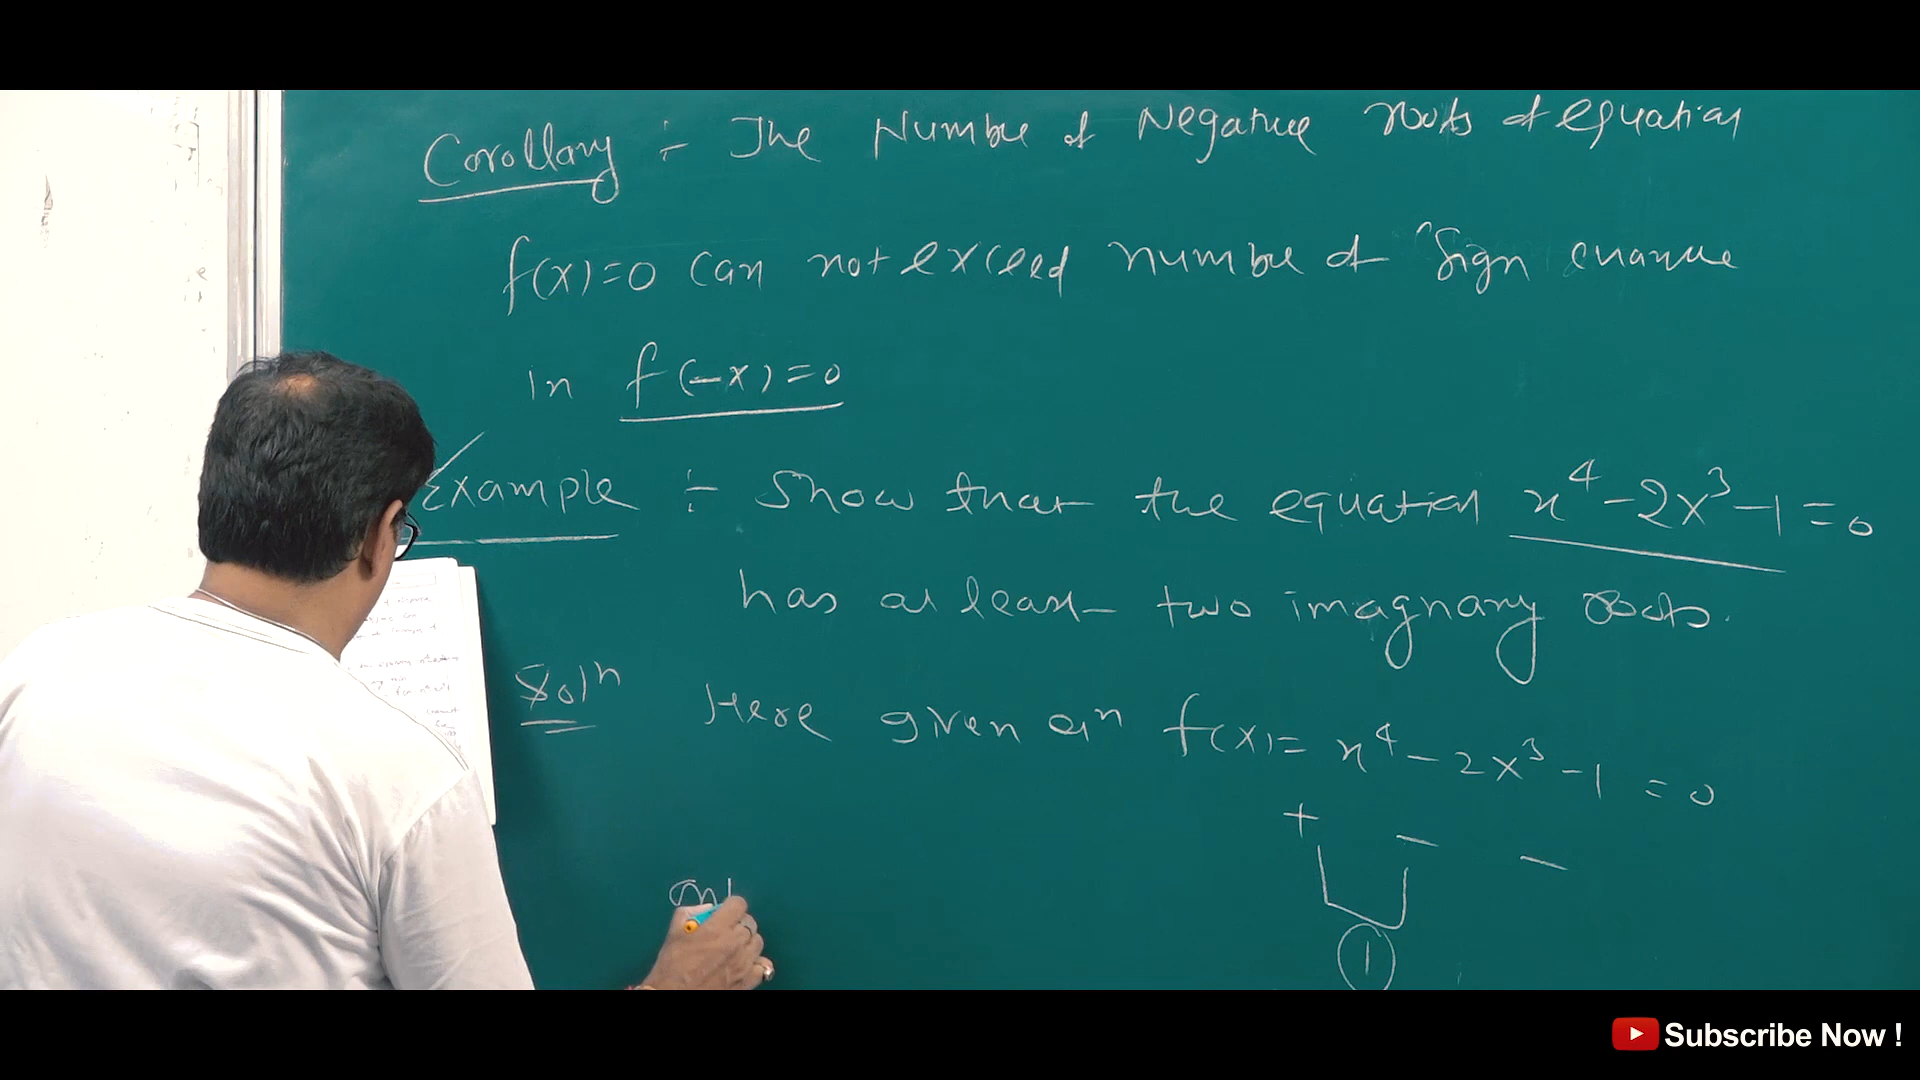 Corollary :- The Number of Negative roots of equation
f(x)=0 Can not exceed number of Sign change
in f(-x)=0
Example :- Show that the equation x⁴-2x³-1=0
has at least two imagnary roots.
Solⁿ Here given eqⁿ f(x)= x⁴-2x³-1 =0
+ - -
1
Subscribe Now !